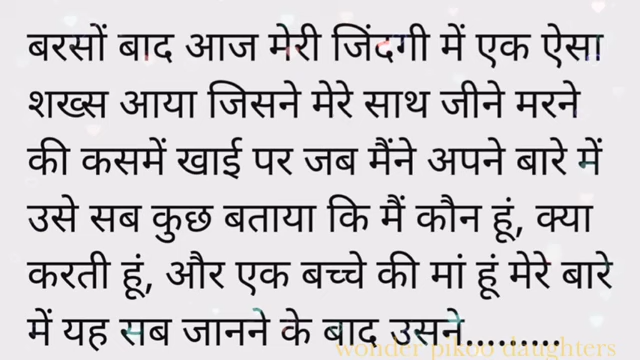 बरसों बाद आज मेरी जिंदगी में एक ऐसा
शख्स आया जिसने मेरे साथ जीने मरने
की कसमें खाई पर जब मैंने अपने बारे में
उसे सब कुछ बताया कि मैं कौन हूं, क्या
करती हूं, और एक बच्चे की मां हूं मेरे बारे
में यह सब जानने के बाद उसने.........
wonder pikoo daughters